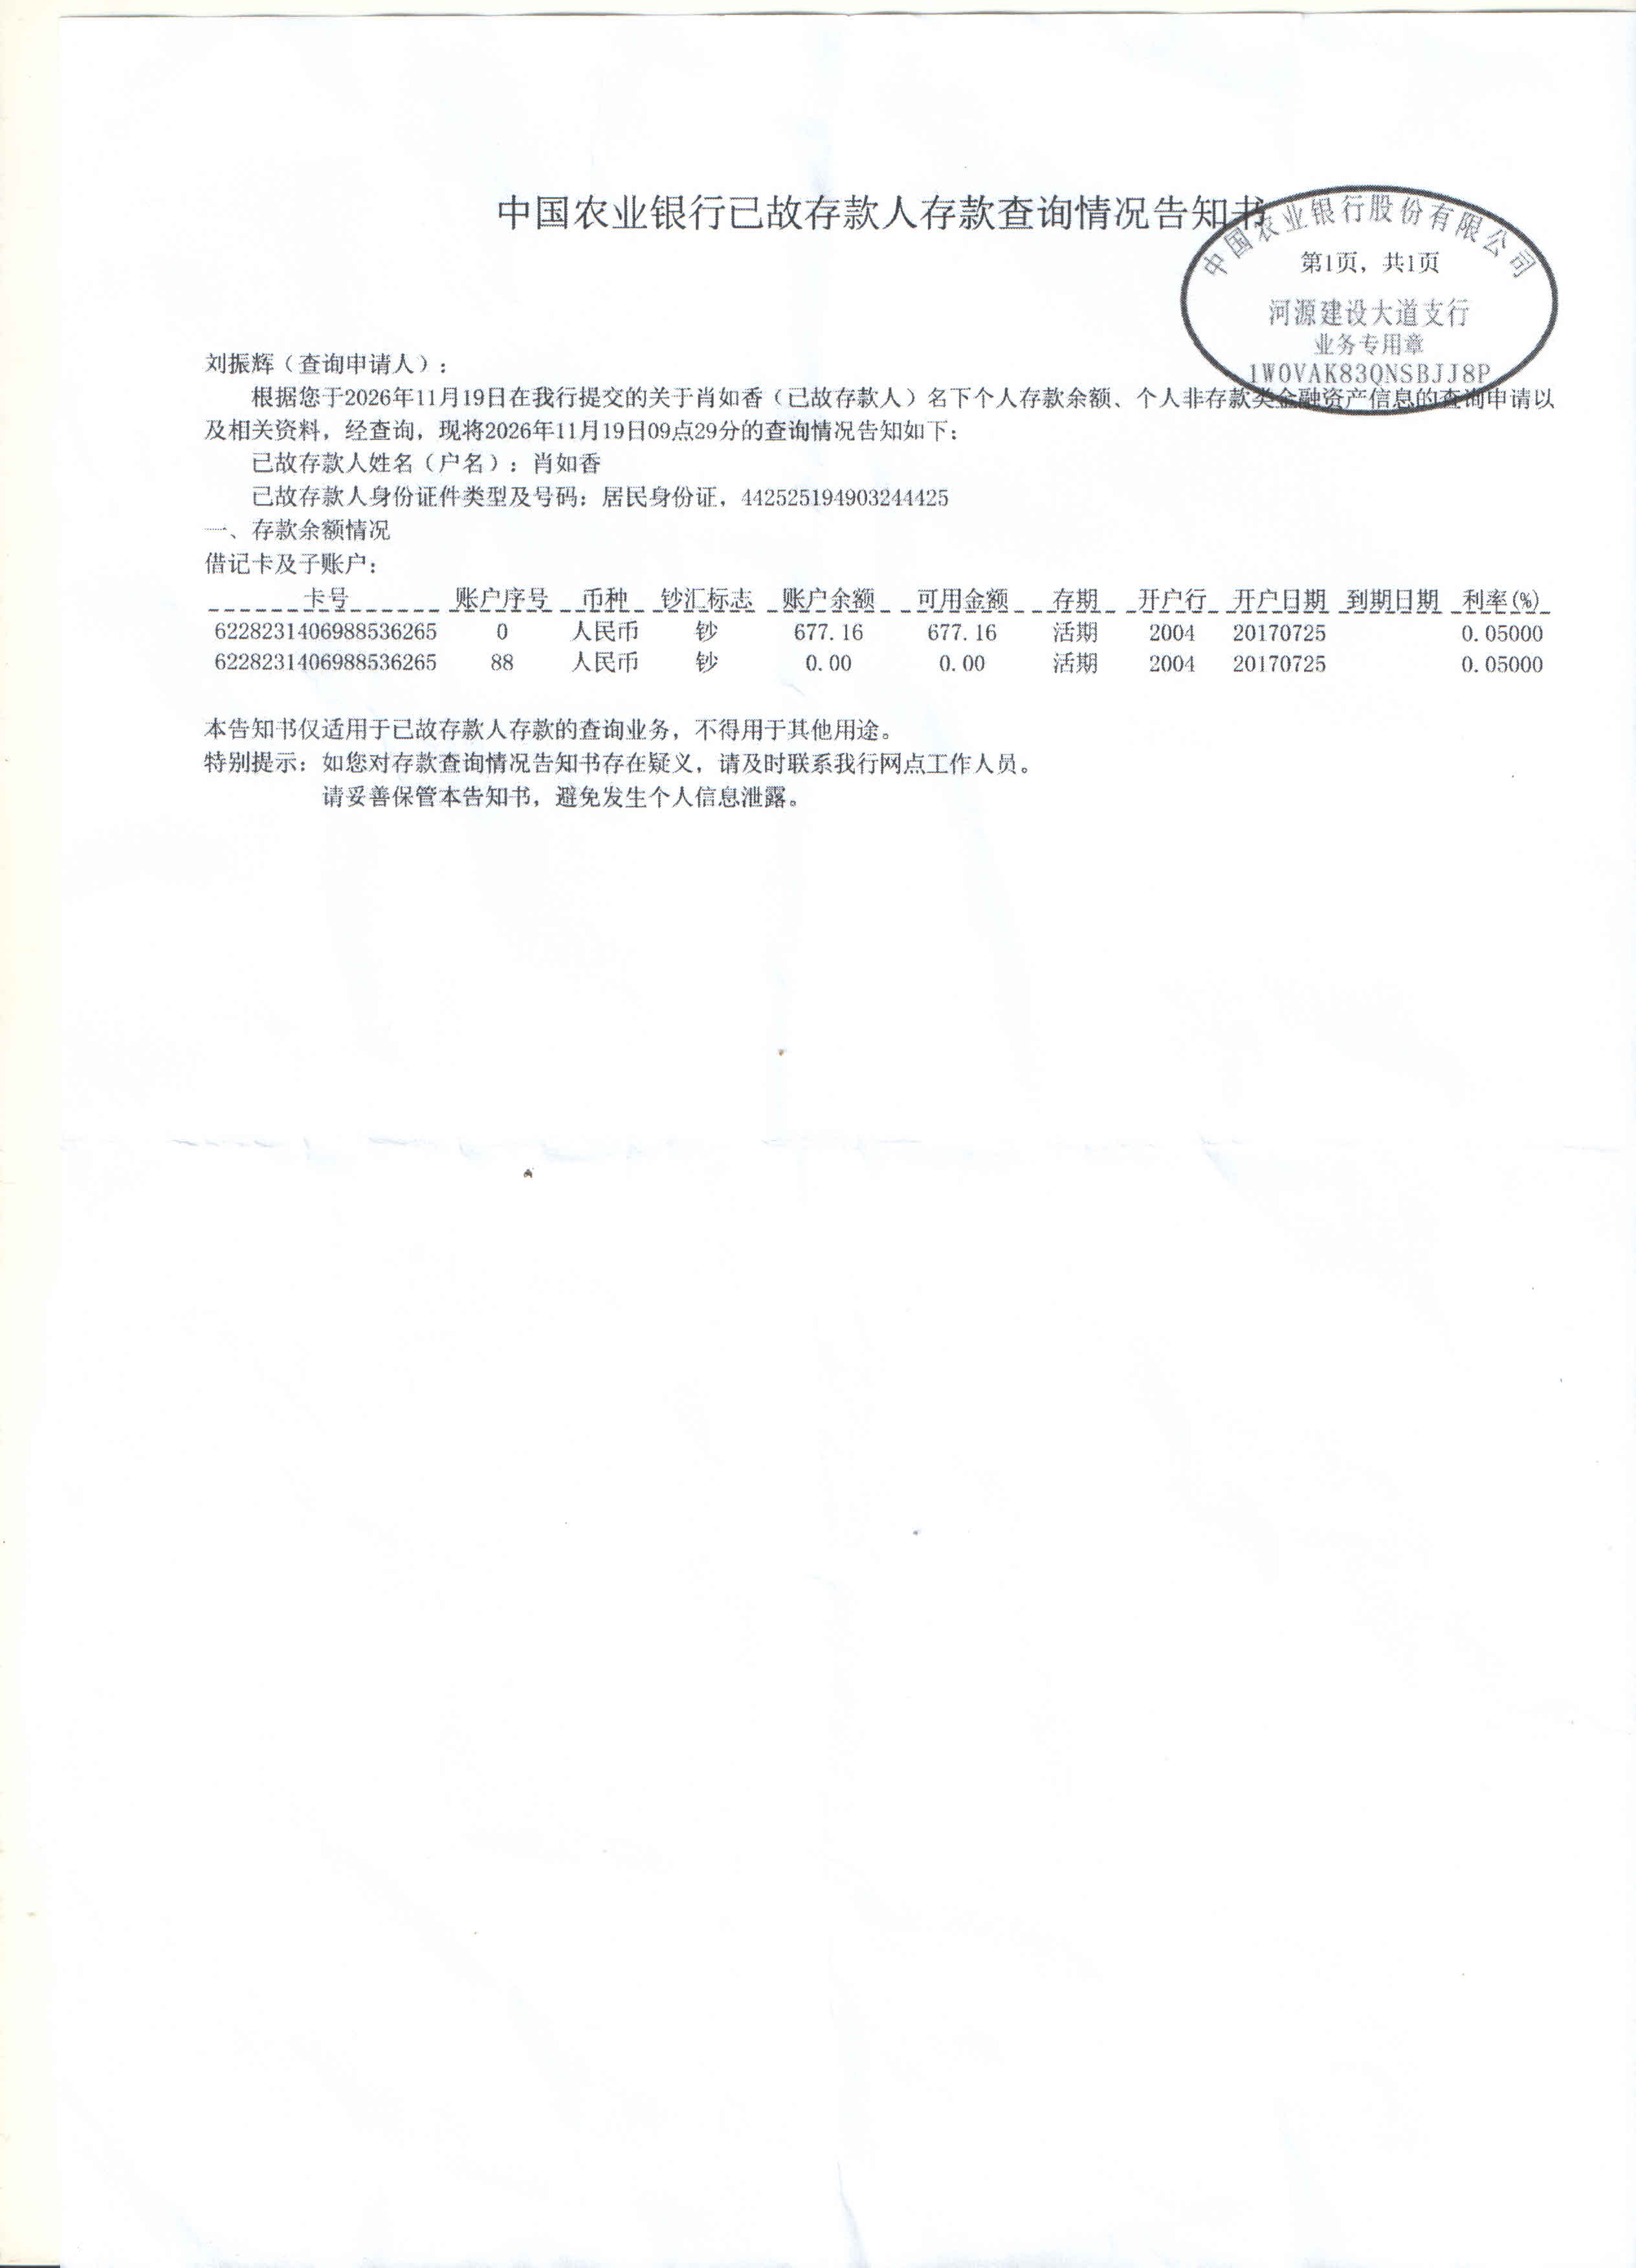 中国农业银行已故存款人存款查询情况告知书
中国农业银行股份有限公司
第1页，共1页
河源建设大道支行
业务专用章
1WOVAK83QNSBJJ8P
刘振辉（查询申请人）：
根据您于2026年11月19日在我行提交的关于肖如香（已故存款人）名下个人存款余额、个人非存款类金融资产信息的查询申请以
及相关资料，经查询，现将2026年11月19日09点29分的查询情况告知如下：
已故存款人姓名（户名）：肖如香
已故存款人身份证件类型及号码：居民身份证，442525194903244425
一、存款余额情况
借记卡及子账户：
卡号 账户序号 币种 钞汇标志 账户余额 可用金额 存期 开户行 开户日期 到期日期 利率(%)
6228231406988536265 0 人民币 钞 677.16 677.16 活期 2004 20170725 0.05000
6228231406988536265 88 人民币 钞 0.00 0.00 活期 2004 20170725 0.05000
本告知书仅适用于已故存款人存款的查询业务，不得用于其他用途。
特别提示：如您对存款查询情况告知书存在疑义，请及时联系我行网点工作人员。
请妥善保管本告知书，避免发生个人信息泄露。